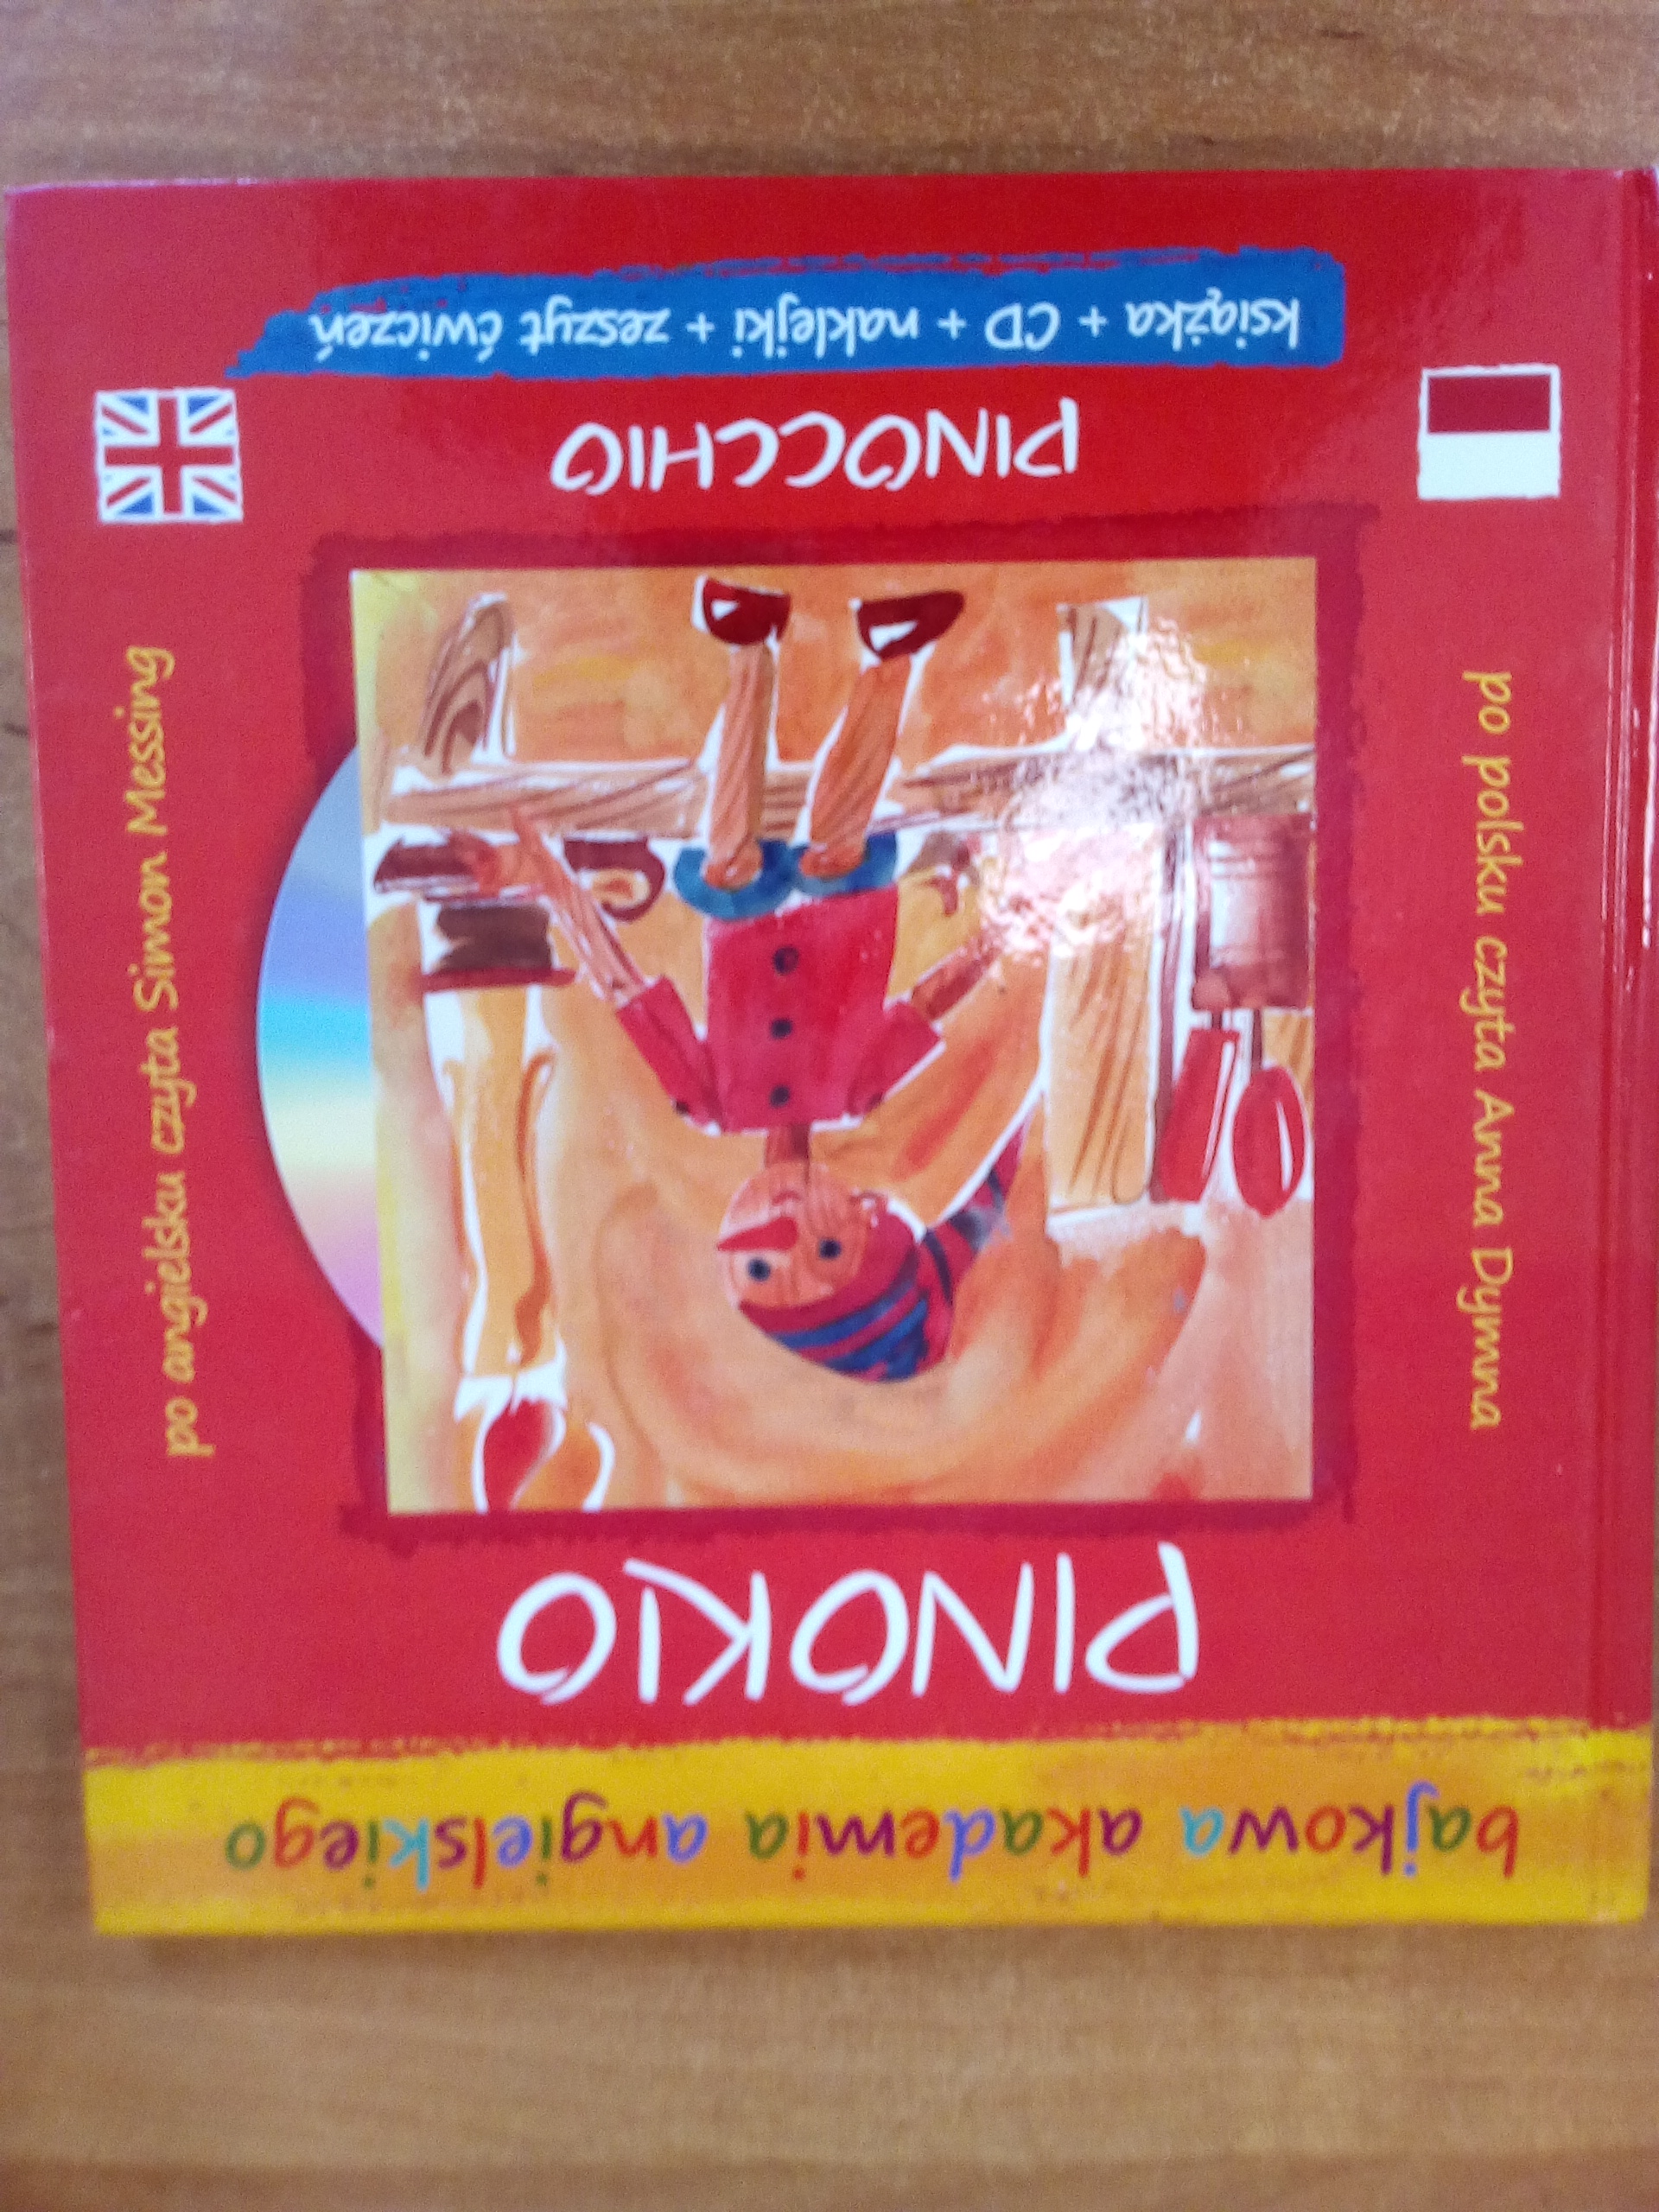 bajkowa akademia angielskiego
PINOKIO
po polsku czyta Anna Dymna
po angielsku czyta Simon Messing
PINOCCHIO
książka + CD + naklejki + zeszyt ćwiczeń